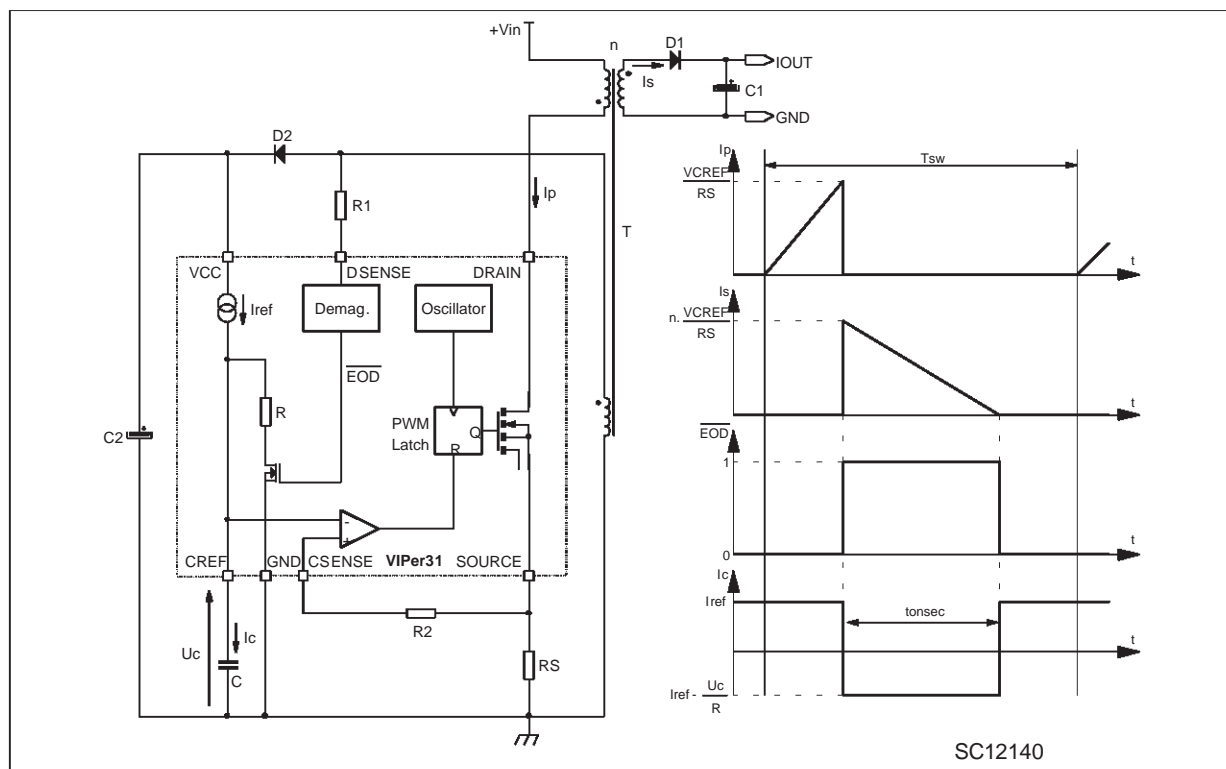 +Vin
n
D1
IOUT
Is
C1
GND
D2
R1
Ip
T
VCC
DSENSE
DRAIN
Iref
Demag.
Oscillator
EOD
R
PWM
Latch
Q
R
C2
-
+
CREF
GND
CSENSE
VIPer31
SOURCE
R2
Ic
Uc
C
RS
Ip
Tsw
VCREF
RS
t
Is
n. VCREF
RS
t
EOD
1
0
t
Ic
Iref
tonsec
t
Iref - Uc
R
SC12140